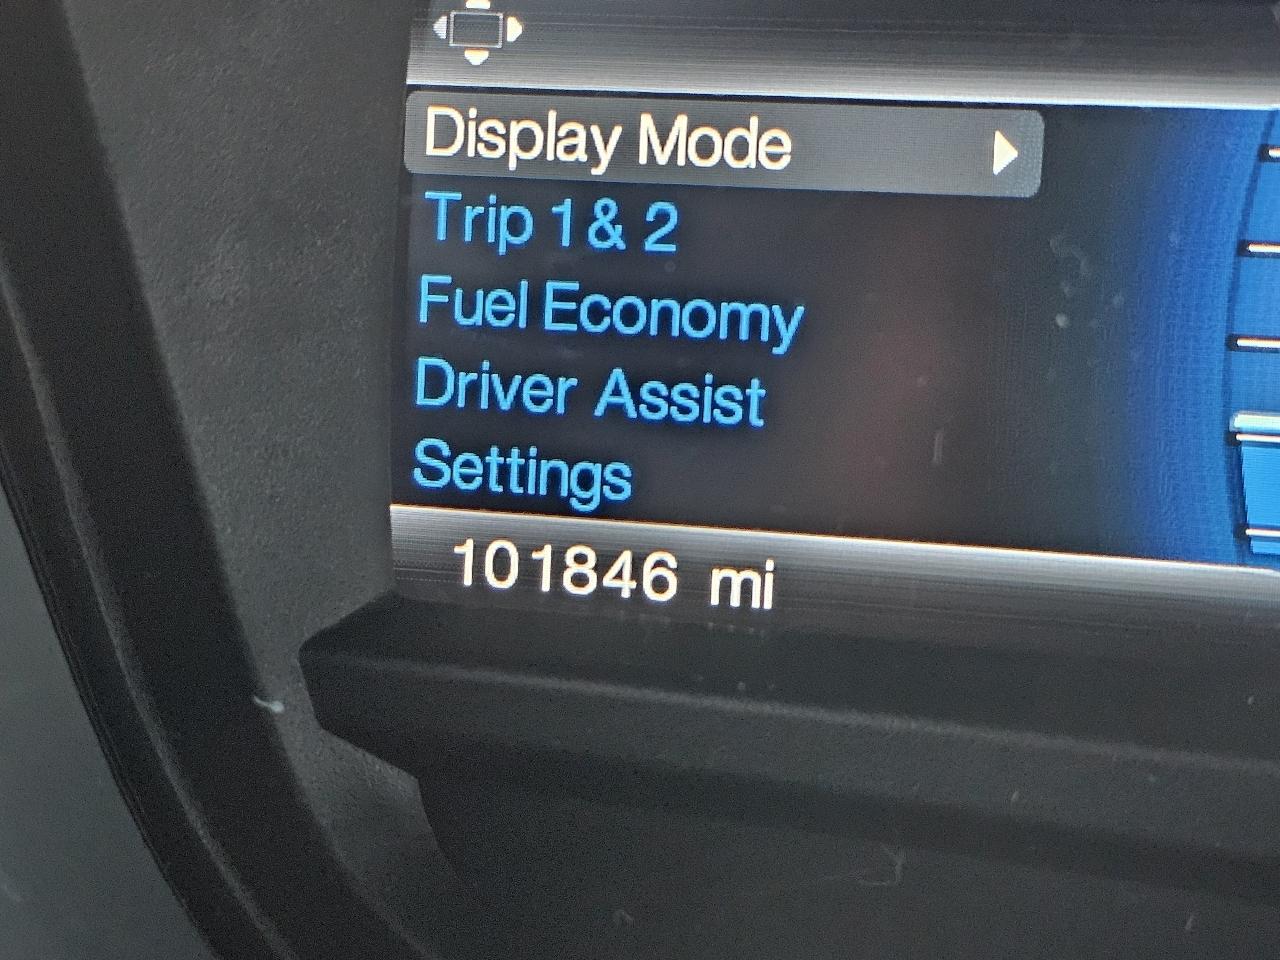 Display Mode
Trip 1 & 2
Fuel Economy
Driver Assist
Settings
101846 mi